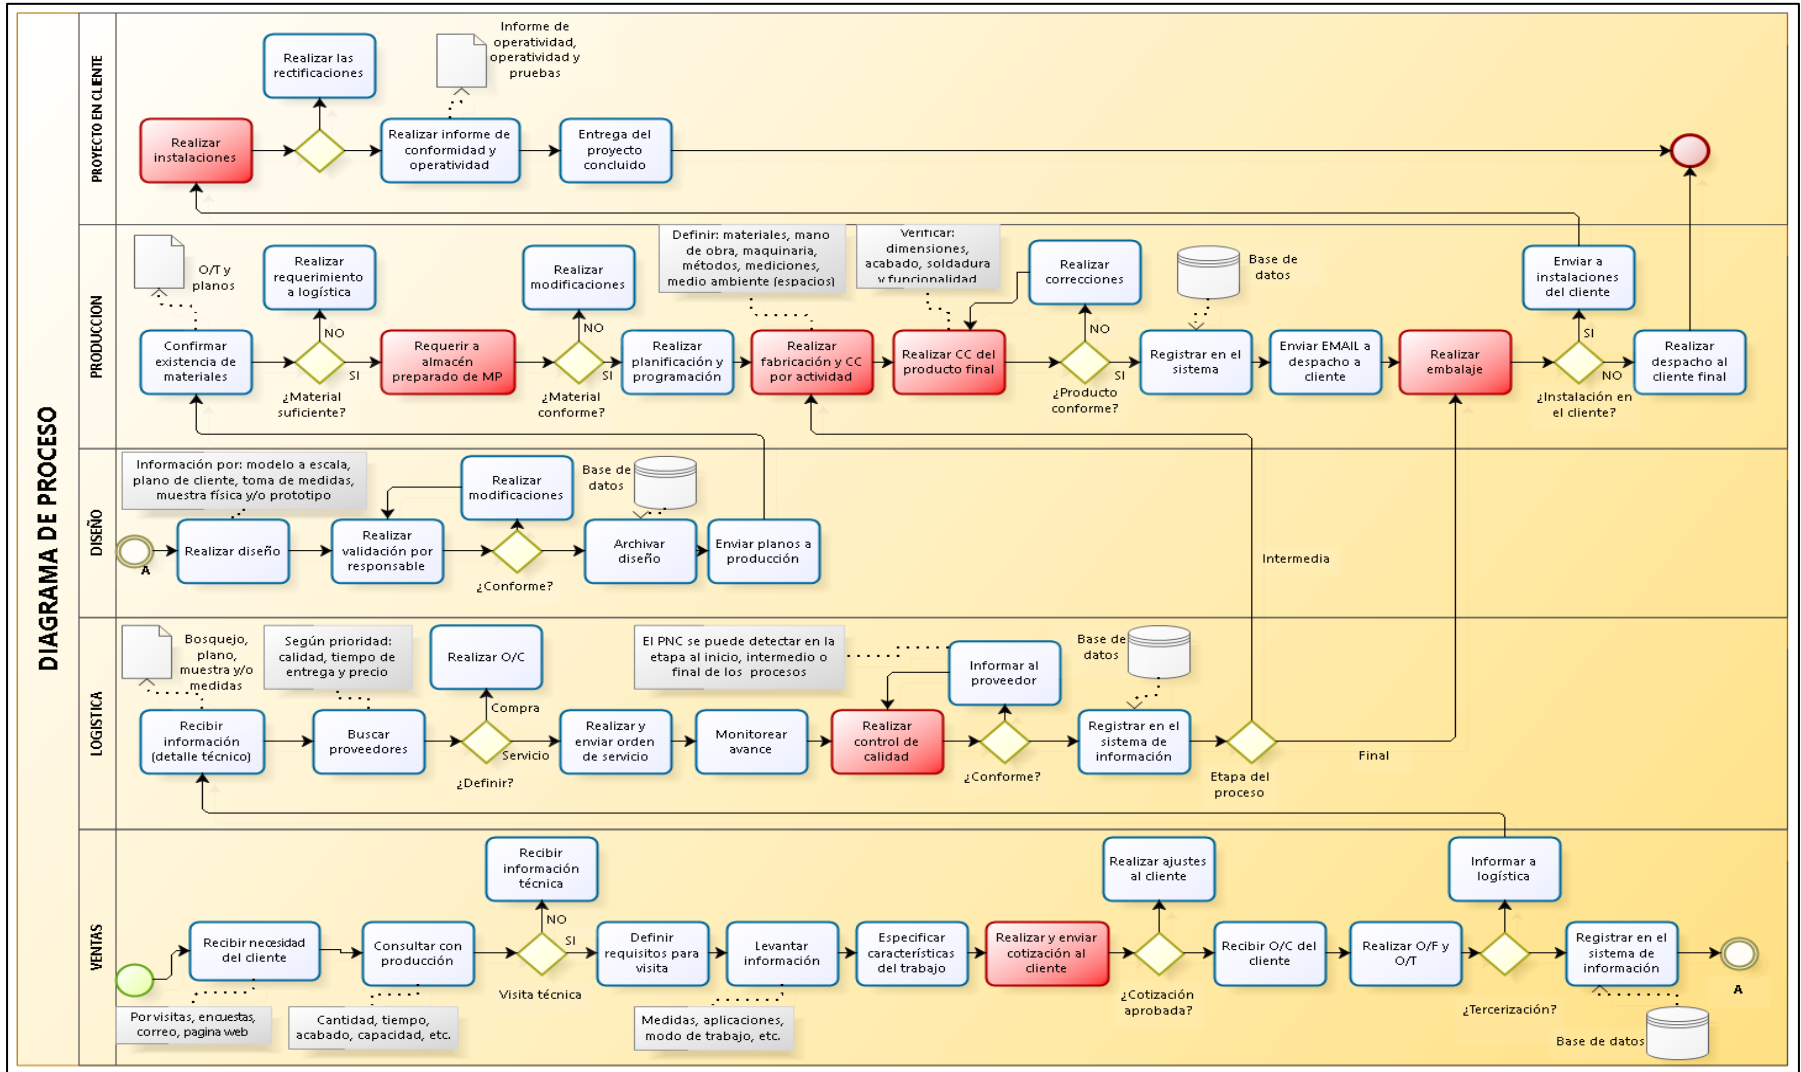 DIAGRAMA DE PROCESO
PROYECTO EN CLIENTE
Realizar las
rectificaciones
Informe de
operatividad,
operatividad y
pruebas
Realizar
instalaciones
Realizar informe de
conformidad y
operatividad
Entrega del
proyecto
concluido
PRODUCCION
O/T y
planos
Realizar
requerimiento
a logística
Realizar
modificaciones
Definir: materiales, mano
de obra, maquinaria,
métodos, mediciones,
medio ambiente (espacios)
Verificar:
dimensiones,
acabado, soldadura
y funcionalidad
Realizar
correcciones
Base de
datos
Enviar a
instalaciones
del cliente
NO
NO
NO
SI
Confirmar
existencia de
materiales
SI
Requerir a
almacén
preparado de MP
SI
Realizar
planificación y
programación
Realizar
fabricación y CC
por actividad
Realizar CC del
producto final
SI
Registrar en el
sistema
Enviar EMAIL a
despacho a
cliente
Realizar
embalaje
NO
Realizar
despacho al
cliente final
¿Material
suficiente?
¿Material
conforme?
¿Producto
conforme?
¿Instalación en
el cliente?
DISEÑO
Información por: modelo a escala,
plano de cliente, toma de medidas,
muestra física y/o prototipo
Realizar
modificaciones
Base de
datos
A
Realizar diseño
Realizar
validación por
responsable
¿Conforme?
Archivar
diseño
Enviar planos a
producción
Intermedia
LOGISTICA
Bosquejo,
plano,
muestra y/o
medidas
Según prioridad:
calidad, tiempo de
entrega y precio
Realizar O/C
El PNC se puede detectar en la
etapa al inicio, intermedio o
final de los procesos
Informar al
proveedor
Base de
datos
Compra
Recibir
información
(detalle técnico)
Buscar
proveedores
Servicio
¿Definir?
Realizar y
enviar orden
de servicio
Monitorear
avance
Realizar
control de
calidad
¿Conforme?
Registrar en el
sistema de
información
Etapa del
proceso
Final
VENTAS
Recibir
información
técnica
Realizar ajustes
al cliente
Informar a
logística
NO
SI
Recibir necesidad
del cliente
Consultar con
producción
Visita técnica
Definir
requisitos para
visita
Levantar
información
Especificar
características
del trabajo
Realizar y enviar
cotización al
cliente
¿Cotización
aprobada?
Recibir O/C del
cliente
Realizar O/F y
O/T
¿Tercerización?
Registrar en el
sistema de
información
A
Por visitas, encuestas,
correo, pagina web
Cantidad, tiempo,
acabado, capacidad, etc.
Medidas, aplicaciones,
modo de trabajo, etc.
Base de datos